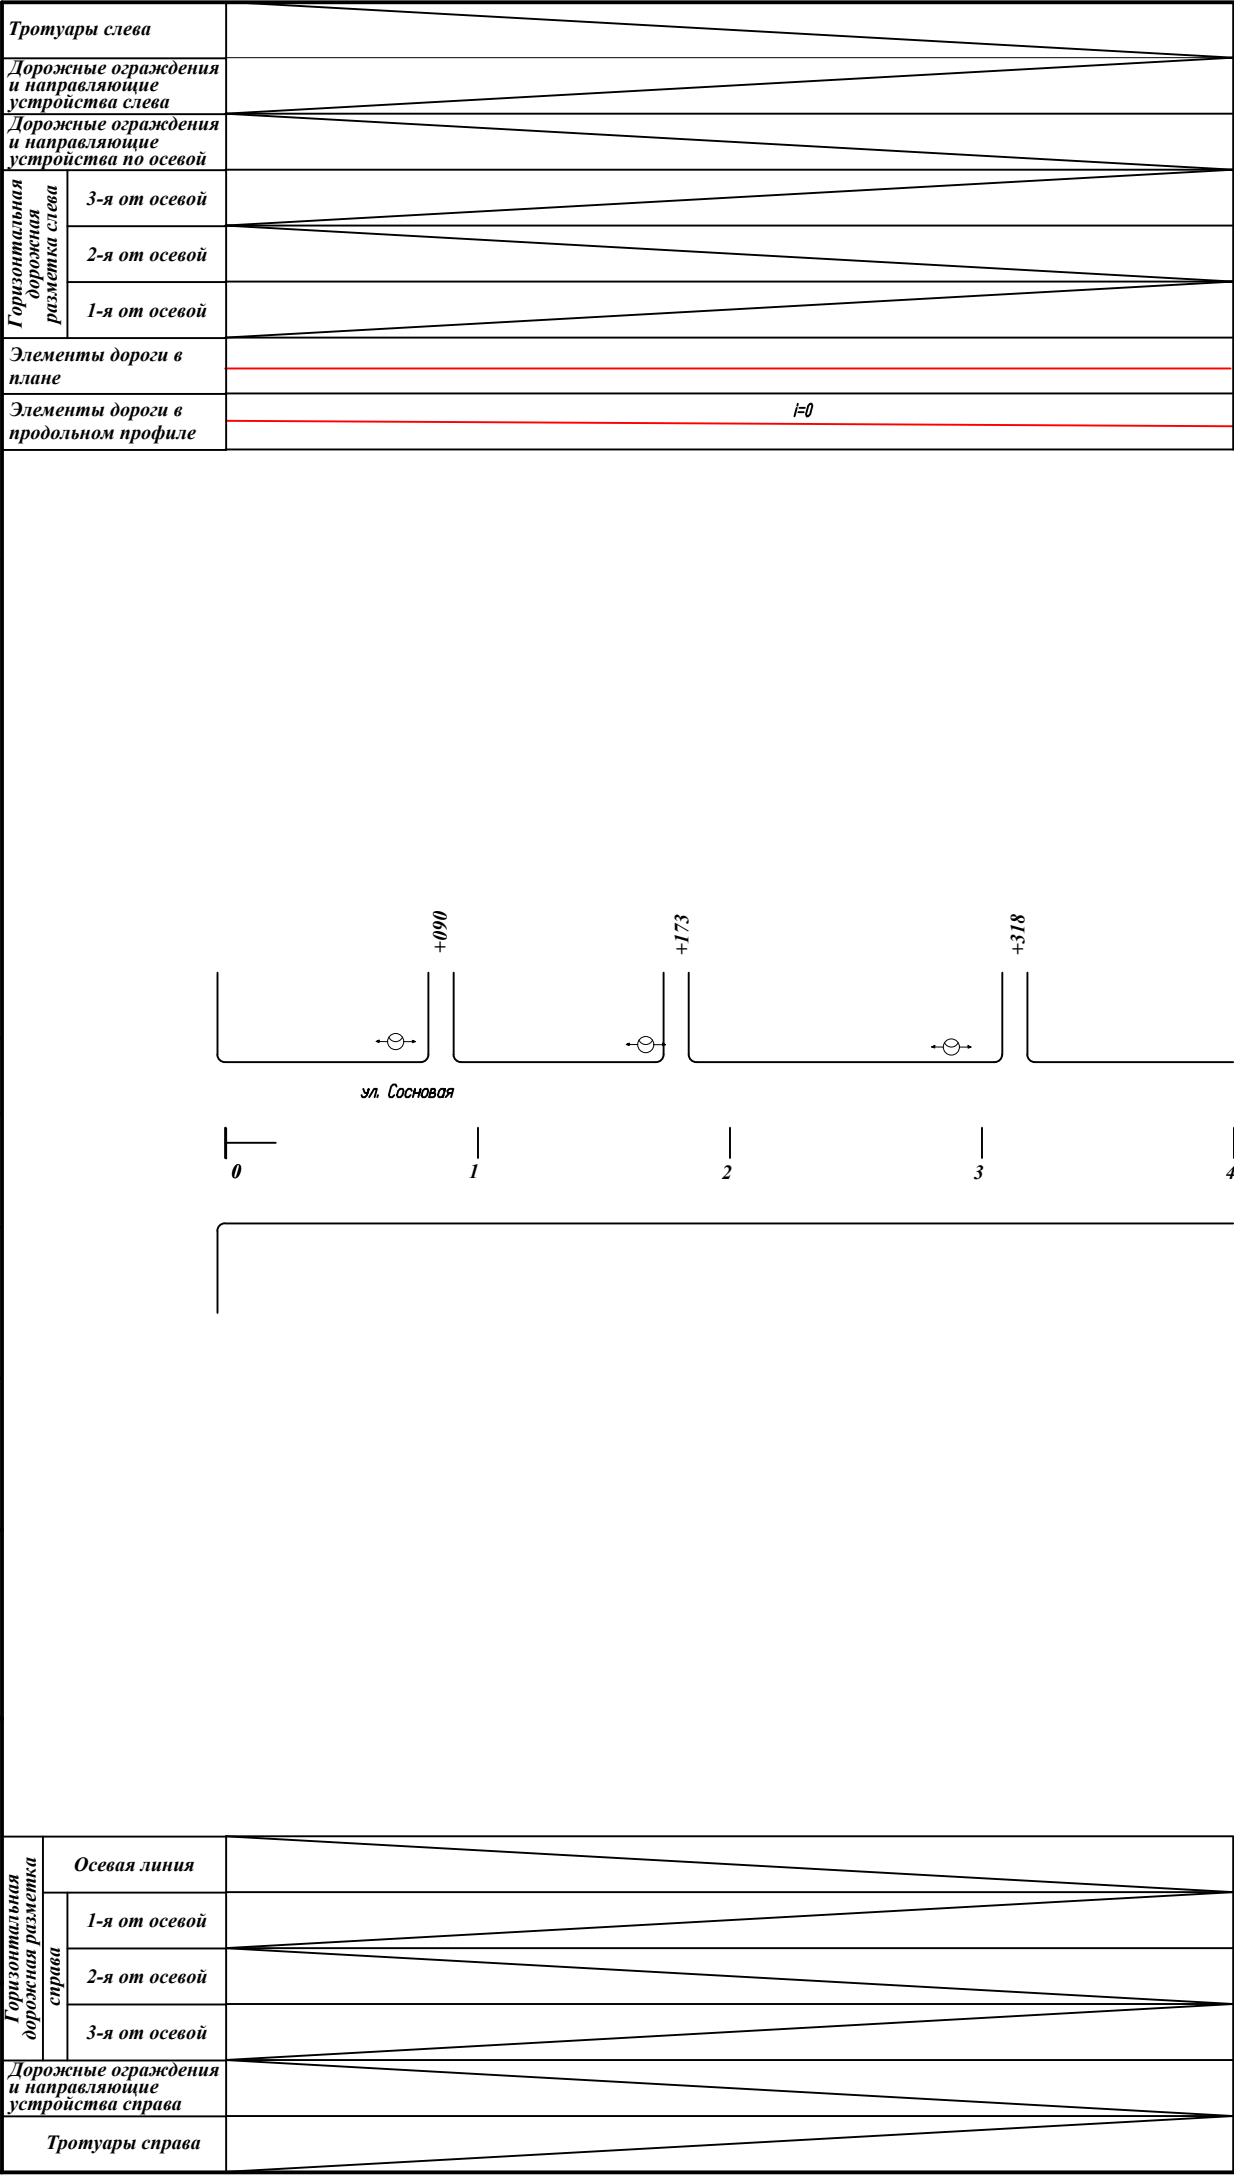 Тротуары слева
Дорожные ограждения
и направляющие
устройства слева
Дорожные ограждения
и направляющие
устройства по осевой
Горизонтальная
дорожная
разметка слева
3-я от осевой
2-я от осевой
1-я от осевой
Элементы дороги в
плане
Элементы дороги в
продольном профиле
i=0
+090
+173
+318
ул. Сосновая
0
1
2
3
4
Горизонтальная
дорожная разметка
справа
Осевая линия
1-я от осевой
2-я от осевой
3-я от осевой
Дорожные ограждения
и направляющие
устройства справа
Тротуары справа